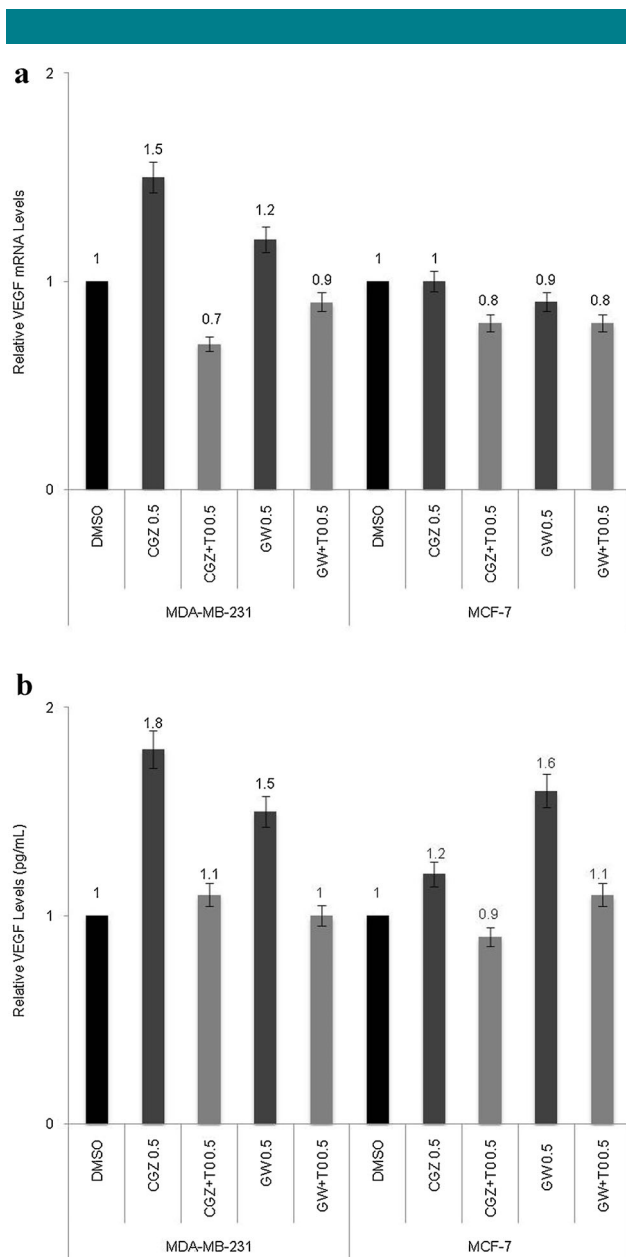 a
Relative VEGF mRNA Levels
2
1
0
1
1.5
0.7
1.2
0.9
1
1
0.8
0.9
0.8
DMSO
CGZ 0.5
CGZ+T0 0.5
GW0.5
GW+T0 0.5
DMSO
CGZ 0.5
CGZ+T0 0.5
GW0.5
GW+T0 0.5
MDA-MB-231
MCF-7
b
Relative VEGF Levels (pg/mL)
2
1
0
1
1.8
1.1
1.5
1
1
1.2
0.9
1.6
1.1
DMSO
CGZ 0.5
CGZ+T0 0.5
GW0.5
GW+T0 0.5
DMSO
CGZ 0.5
CGZ+T0 0.5
GW 0.5
GW+T0 0.5
MDA-MB-231
MCF-7